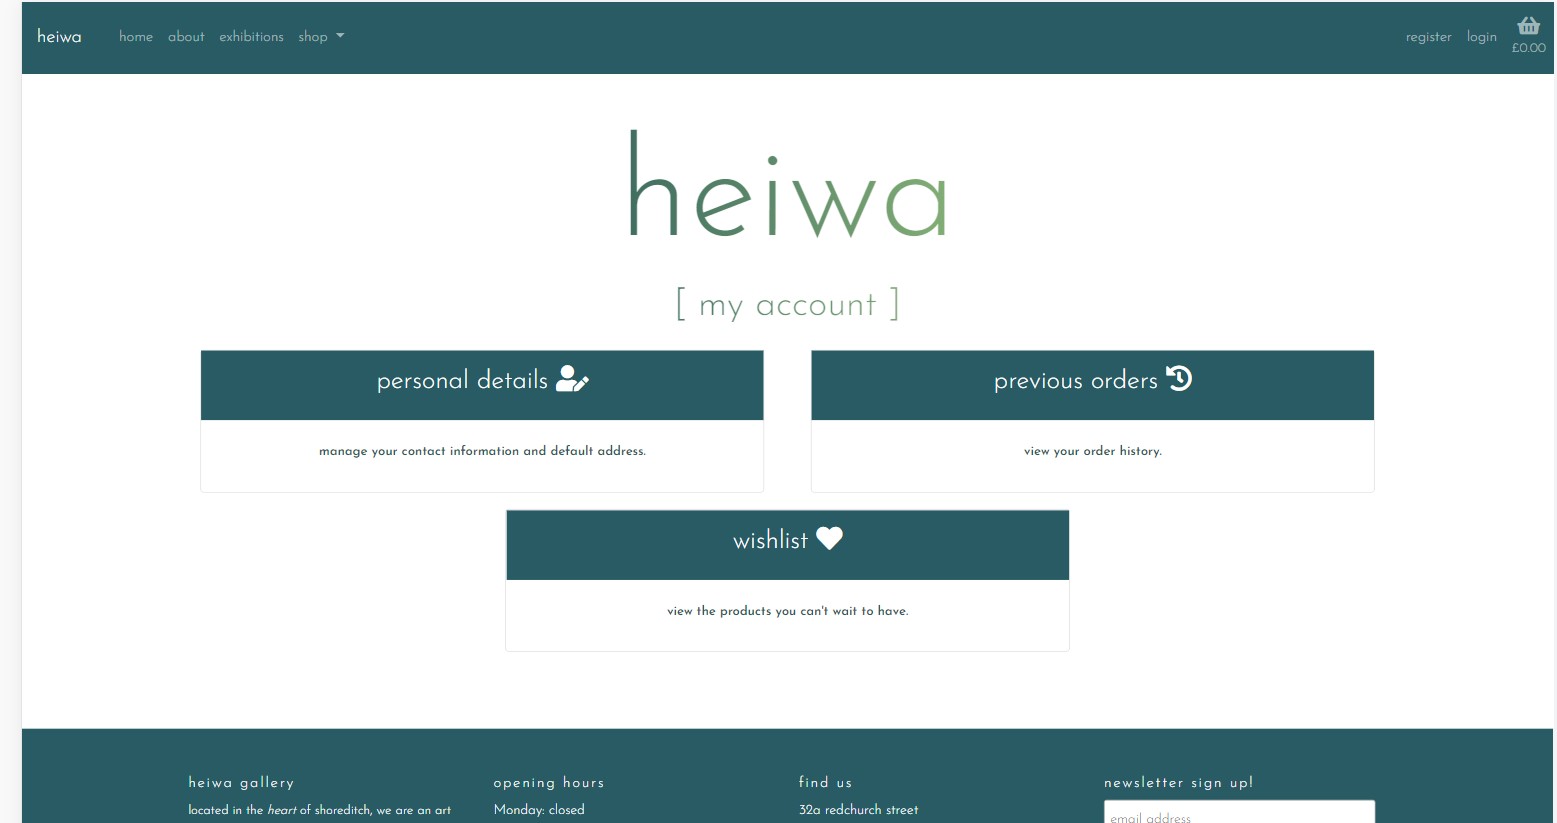 heiwa home about exhibitions shop register login
£0.00
heiwa
[ my account ]
personal details
manage your contact information and default address.
previous orders
view your order history.
wishlist
view the products you can't wait to have.
heiwa gallery
located in the heart of shoreditch, we are an art
opening hours
Monday: closed
find us
32a redchurch street
newsletter sign up!
email address